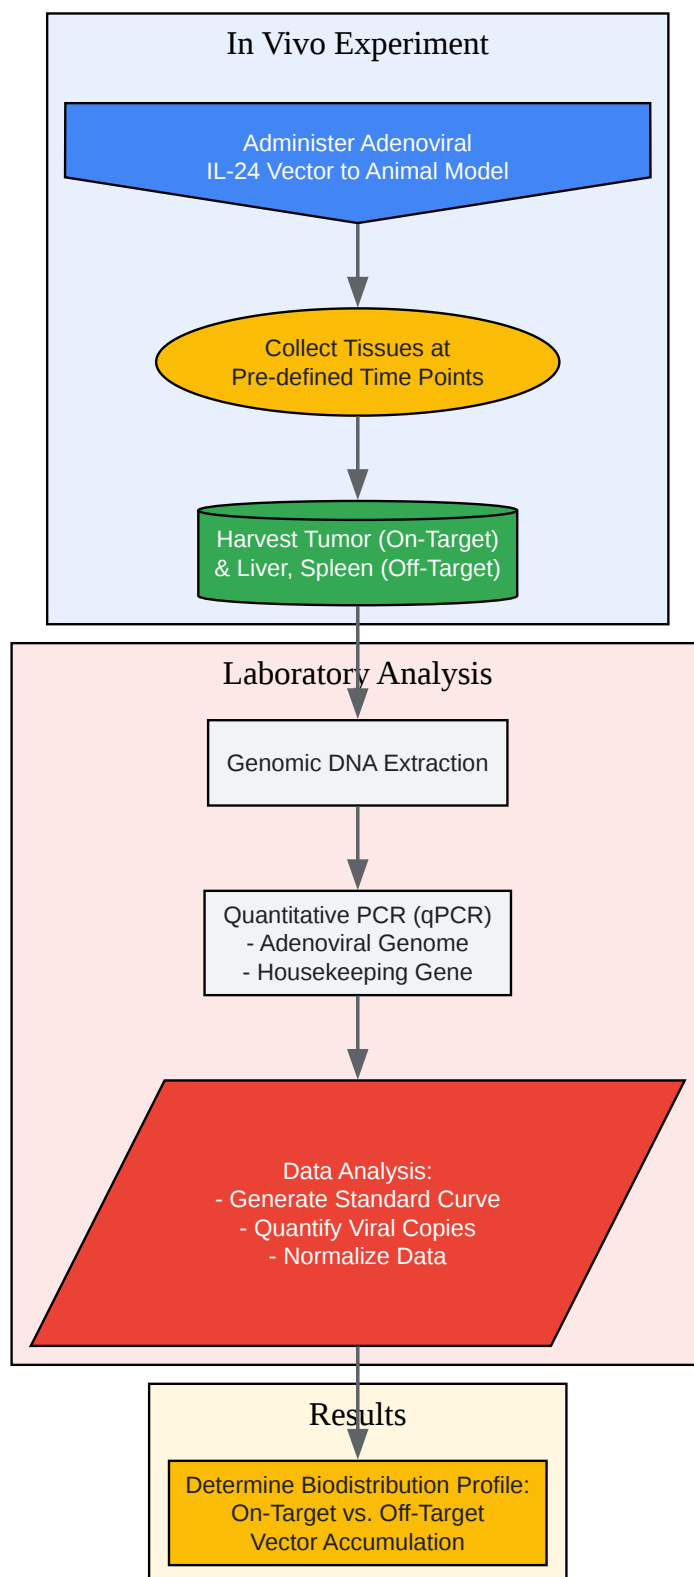 In Vivo Experiment
Administer Adenoviral
IL-24 Vector to Animal Model
Collect Tissues at
Pre-defined Time Points
Harvest Tumor (On-Target)
& Liver, Spleen (Off-Target)
Laboratory Analysis
Genomic DNA Extraction
Quantitative PCR (qPCR)
- Adenoviral Genome
- Housekeeping Gene
Data Analysis:
- Generate Standard Curve
- Quantify Viral Copies
- Normalize Data
Results
Determine Biodistribution Profile:
On-Target vs. Off-Target
Vector Accumulation